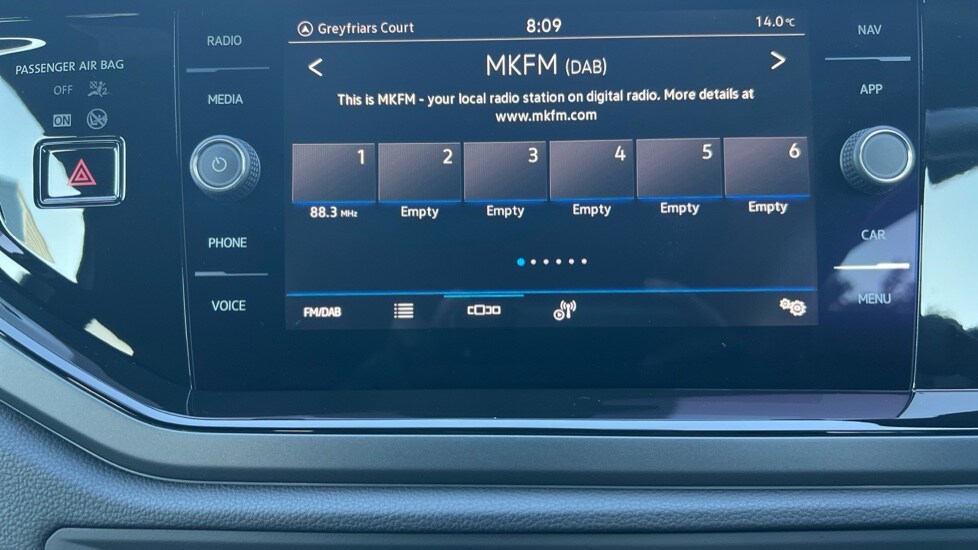 PASSENGER AIR BAG
OFF
ON
RADIO
MEDIA
PHONE
VOICE
Greyfriars Court 8:09 14.0°C
< MKFM (DAB) >
This is MKFM - your local radio station on digital radio. More details at
www.mkfm.com
1 2 3 4 5 6
88.3 MHz Empty Empty Empty Empty Empty
FM/DAB
NAV
APP
CAR
MENU